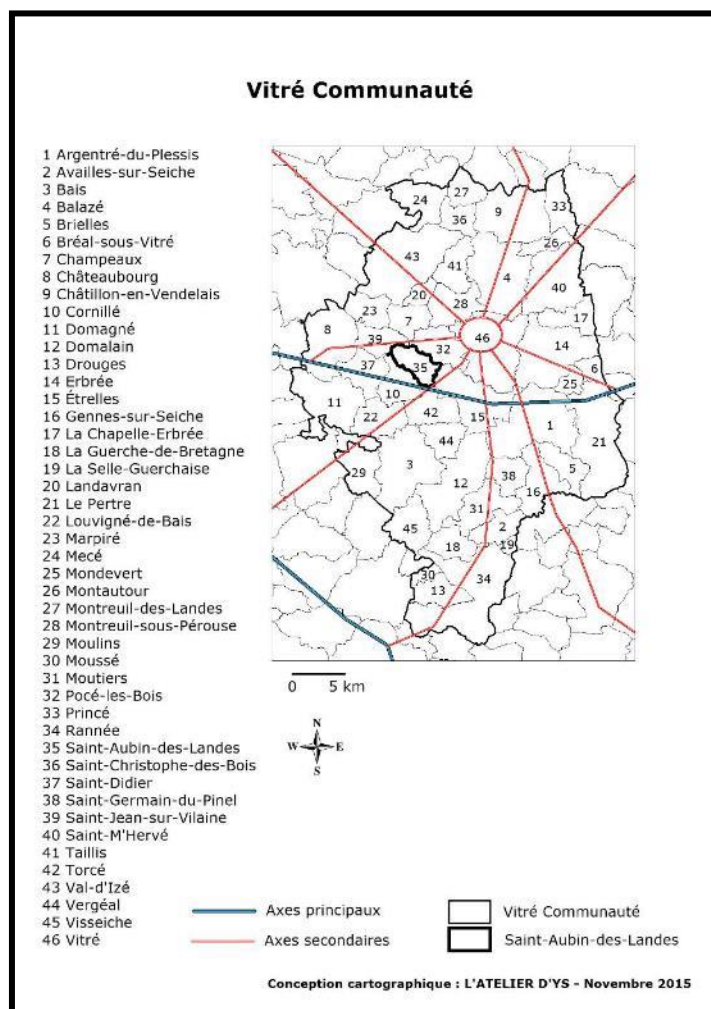 Vitré Communauté
1 Argentré-du-Plessis
2 Availles-sur-Seiche
3 Bais
4 Balazé
5 Brielles
6 Bréal-sous-Vitré
7 Champeaux
8 Châteaubourg
9 Châtillon-en-Vendelais
10 Cornillé
11 Domagné
12 Domalain
13 Drouges
14 Erbrée
15 Étrelles
16 Gennes-sur-Seiche
17 La Chapelle-Erbrée
18 La Guerche-de-Bretagne
19 La Selle-Guerchaise
20 Landavran
21 Le Pertre
22 Louvigné-de-Bais
23 Marpiré
24 Mecé
25 Mondevert
26 Montautour
27 Montreuil-des-Landes
28 Montreuil-sous-Pérouse
29 Moulins
30 Moussé
31 Moutiers
32 Pocé-les-Bois
33 Princé
34 Rannée
35 Saint-Aubin-des-Landes
36 Saint-Christophe-des-Bois
37 Saint-Didier
38 Saint-Germain-du-Pinel
39 Saint-Jean-sur-Vilaine
40 Saint-M'Hervé
41 Taillis
42 Torcé
43 Val-d'Izé
44 Vergéal
45 Visseiche
46 Vitré
27
24
33
9
36
26
43
41
4
40
20
28
23
17
7
8
46
39
32
14
37
35
6
25
10
11
42
15
22
1
44
21
3
29
5
12
38
16
31
45
2
18
19
30
34
13
0 5 km
N
W E
S
Axes principaux
Axes secondaires
Vitré Communauté
Saint-Aubin-des-Landes
Conception cartographique : L'ATELIER D'YS - Novembre 2015